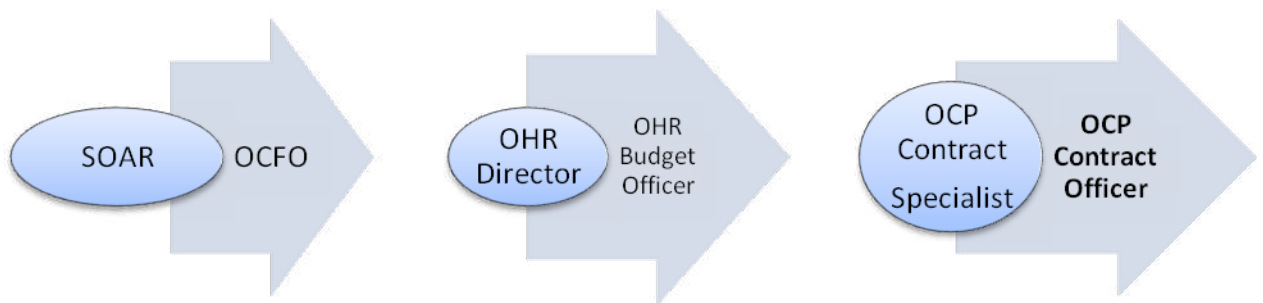 SOAR
OCFO
OHR
Director
OHR
Budget
Officer
OCP
Contract
Specialist
OCP
Contract
Officer